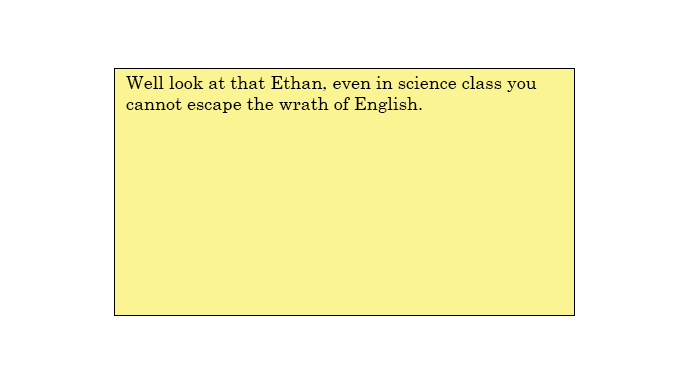 Well look at that Ethan, even in science class you
cannot escape the wrath of English.